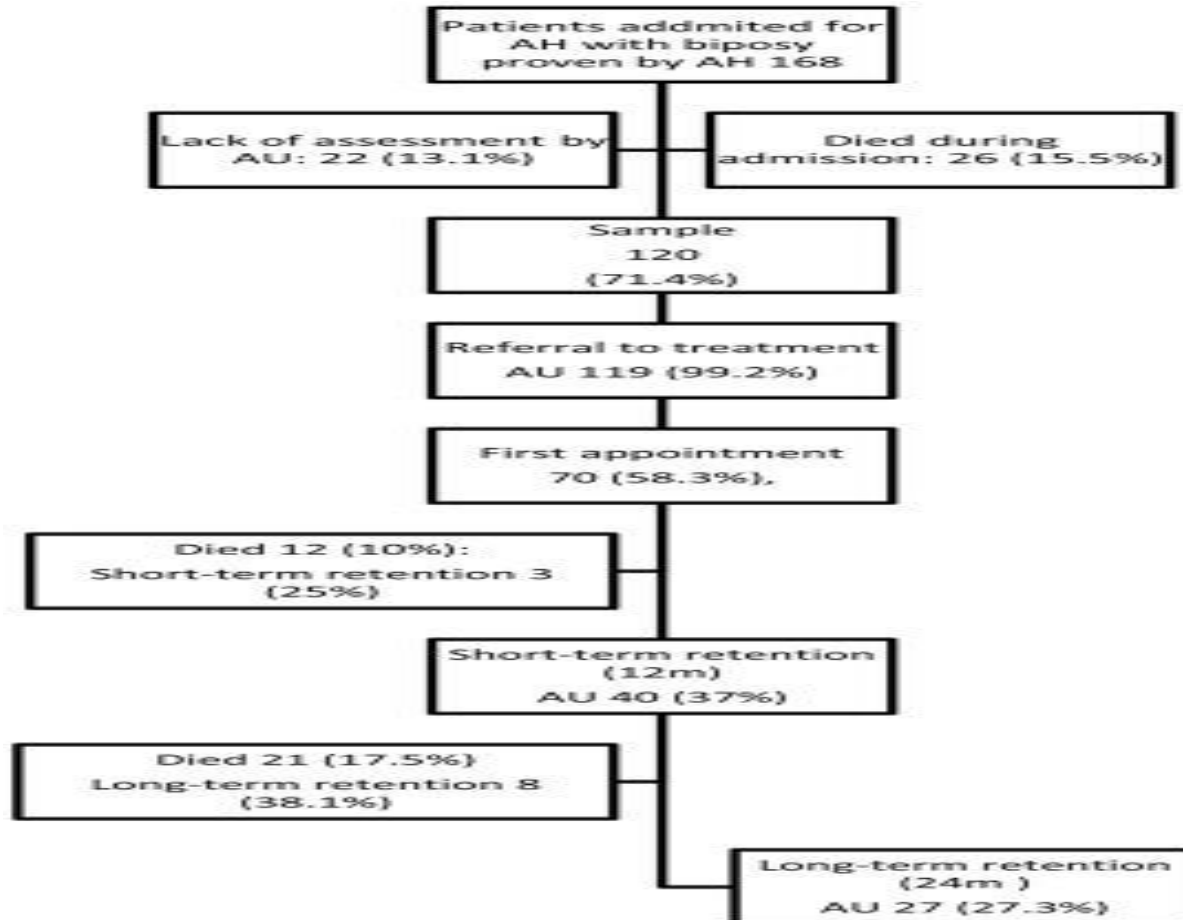 Patients addmited for
AH with biposy
proven by AH 168
Lack of assessment by
AU: 22 (13.1%)
Died during
admission: 26 (15.5%)
Sample
120
(71.4%)
Referral to treatment
AU 119 (99.2%)
First appointment
70 (58.3%),
Died 12 (10%):
Short-term retention 3
(25%)
Short-term retention
(12m)
AU 40 (37%)
Died 21 (17.5%)
Long-term retention 8
(38.1%)
Long-term retention
(24m )
AU 27 (27.3%)